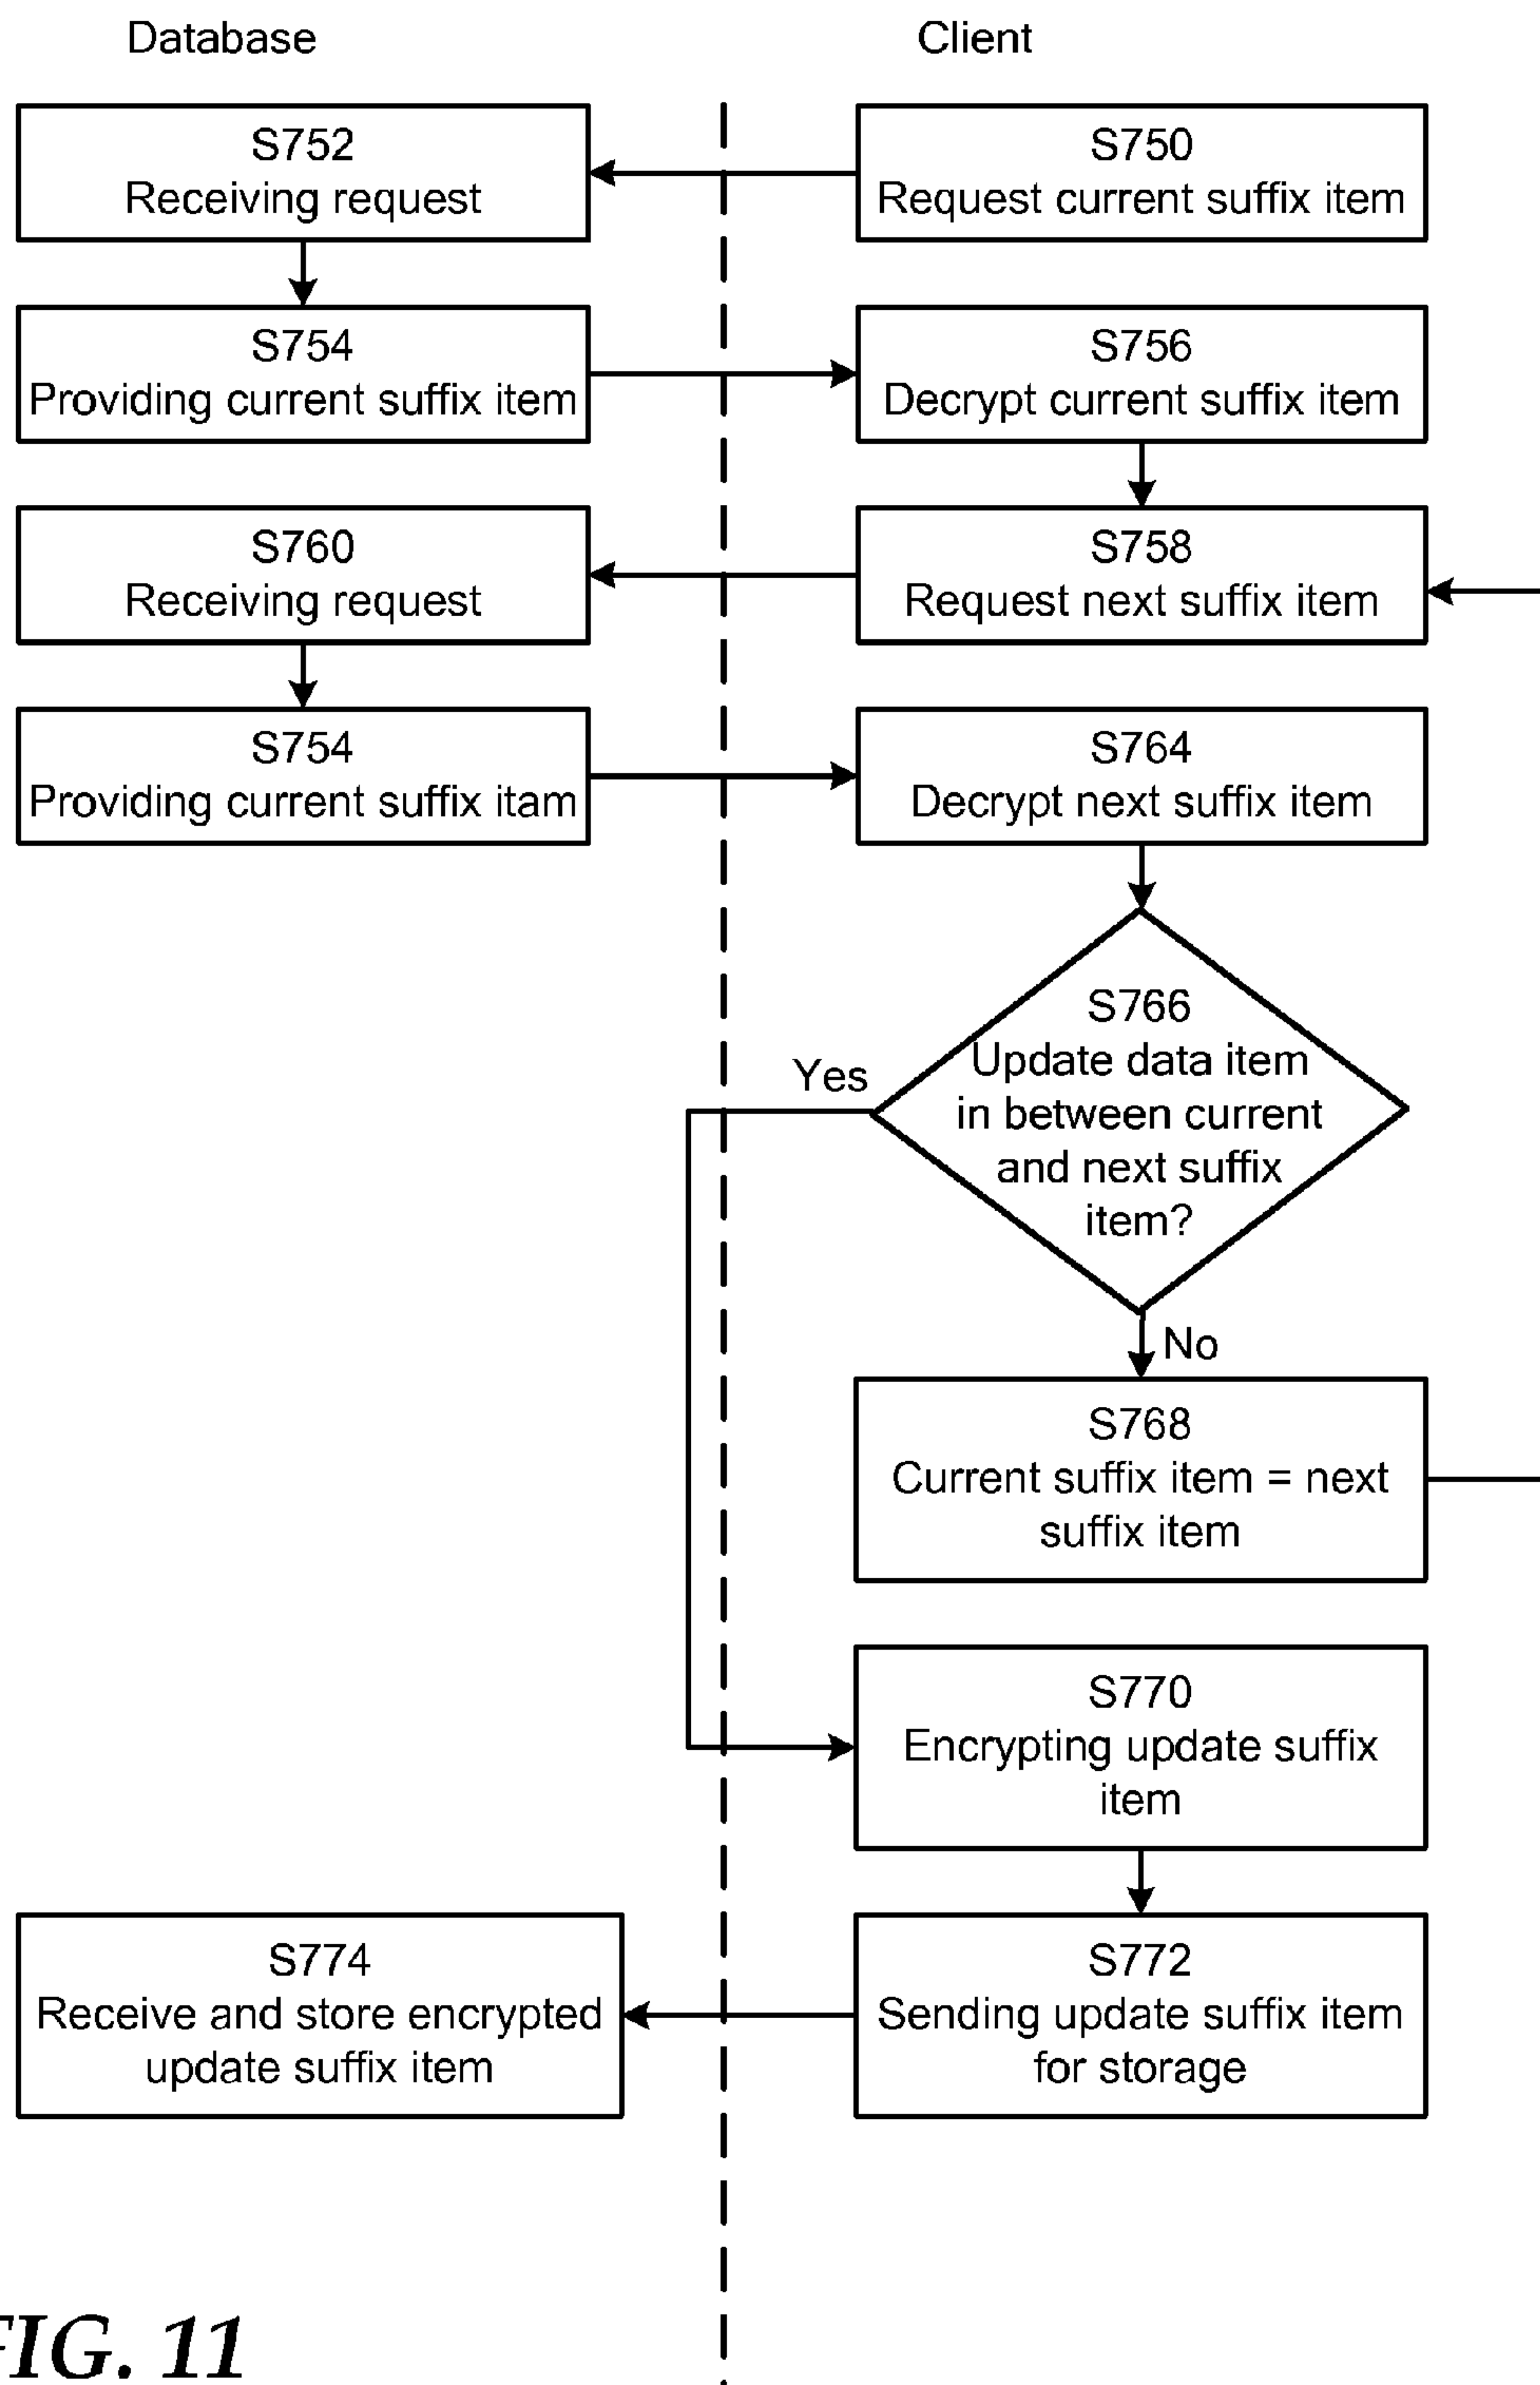 Database
Client
S752
Receiving request
S750
Request current suffix item
S754
Providing current suffix item
S756
Decrypt current suffix item
S760
Receiving request
S758
Request next suffix item
S754
Providing current suffix itam
S764
Decrypt next suffix item
S766
Update data item
in between current
and next suffix
item?
Yes
No
S768
Current suffix item = next
suffix item
S770
Encrypting update suffix
item
S774
Receive and store encrypted
update suffix item
S772
Sending update suffix item
for storage
FIG. 11